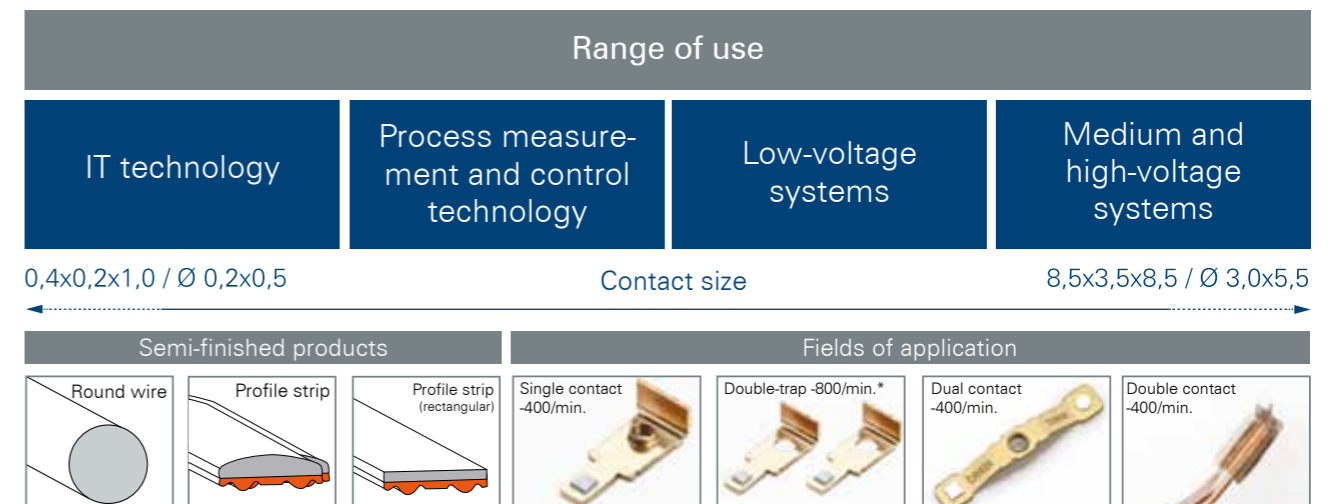 Range of use
IT technology
Process measure-
ment and control
technology
Low-voltage
systems
Medium and
high-voltage
systems
0,4x0,2x1,0 / Ø 0,2x0,5
Contact size
8,5x3,5x8,5 / Ø 3,0x5,5
Semi-finished products
Fields of application
Round wire
Profile strip
Profile strip
(rectangular)
Single contact
-400/min.
Double-trap -800/min.*
Dual contact
-400/min.
Double contact
-400/min.